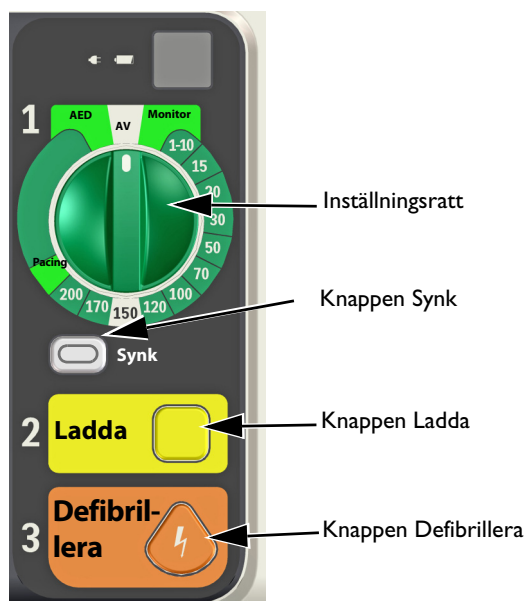 1
AED
AV
Monitor
1-10
15
20
30
50
70
100
120
150
170
200
Pacing
Inställningsratt
Knappen Synk
Synk
2
Ladda
Knappen Ladda
3
Defibril-
lera
Knappen Defibrillera